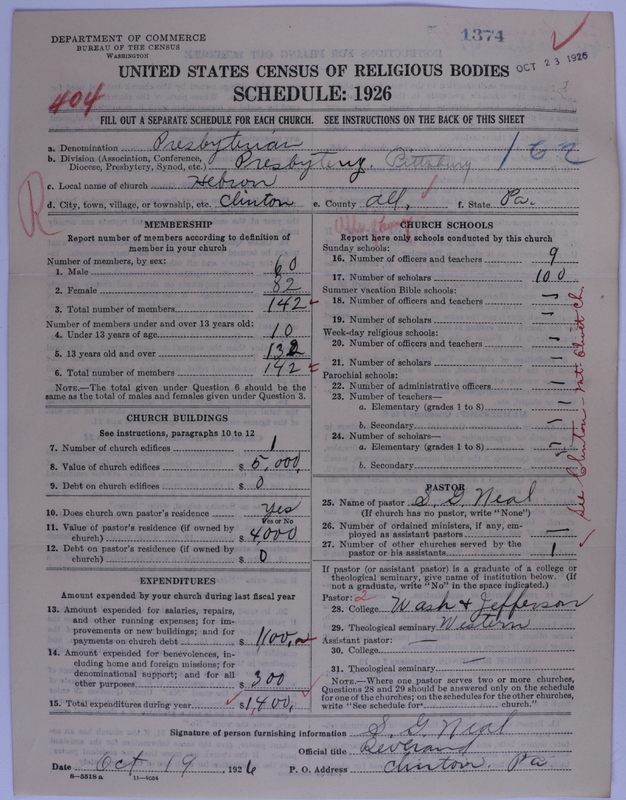 DEPARTMENT OF COMMERCE
BUREAU OF THE CENSUS
WASHINGTON
1374
OCT 23 1926
UNITED STATES CENSUS OF RELIGIOUS BODIES
SCHEDULE: 1926
404
FILL OUT A SEPARATE SCHEDULE FOR EACH CHURCH. SEE INSTRUCTIONS ON THE BACK OF THIS SHEET
a. Denomination Presbyterian
b. Division (Association, Conference, Diocese, Presbytery, Synod, etc.) Presbytery. Pittsburg 162
c. Local name of church Hebron
d. City, town, village, or township, etc. Clinton e. County All. f. State Pa.
R
MEMBERSHIP
Report number of members according to definition of
member in your church
Number of members, by sex:
1. Male 60
2. Female 82
3. Total number of members 142
Number of members under and over 13 years old:
4. Under 13 years of age 10
5. 13 years old and over 132
6. Total number of members 142
NOTE.—The total given under Question 6 should be
same as the total of males and females given under Question 3.
CHURCH BUILDINGS
See instructions, paragraphs 10 to 12
7. Number of church edifices 1
8. Value of church edifices $ 5,000.
9. Debt on church edifices $ 0
10. Does church own pastor's residence? yes
Yes or No
11. Value of pastor's residence (if owned by
church) $ 4000
12. Debt on pastor's residence (if owned by
church) $ 0
EXPENDITURES
Amount expended by your church during last fiscal year
13. Amount expended for salaries, repairs,
and other running expenses; for im-
provements or new buildings; and for
payments on church debt $ 1100,
14. Amount expended for benevolences, in-
cluding home and foreign missions; for
denominational support; and for all
other purposes $ 300
15. Total expenditures during year $ 1,400.
CHURCH SCHOOLS
Report here only schools conducted by this church
Sunday schools:
16. Number of officers and teachers 9
17. Number of scholars 100
Summer vacation Bible schools:
18. Number of officers and teachers —
19. Number of scholars —
Week-day religious schools:
20. Number of officers and teachers —
21. Number of scholars —
Parochial schools:
22. Number of administrative officers —
23. Number of teachers—
a. Elementary (grades 1 to 8) —
b. Secondary —
24. Number of scholars—
a. Elementary (grades 1 to 8) —
b. Secondary —
See Clinton
PASTOR
25. Name of pastor S. G. Neal
(If church has no pastor, write "None")
26. Number of ordained ministers, if any, em-
ployed as assistant pastors —
27. Number of other churches served by the
pastor or his assistants 1
If pastor (or assistant pastor) is a graduate of a college or
theological seminary, give name of institution below. (If
not a graduate, write "No" in the space indicated.)
Pastor: 2
28. College Wash & Jefferson
29. Theological seminary Western
Assistant pastor: —
30. College
31. Theological seminary —
NOTE.—Where one pastor serves two or more churches,
Questions 28 and 29 should be answered only on the schedule
for one of the churches; on the schedules for the other churches,
write "See schedule for church."
Signature of person furnishing information S. G. Neal
Official title Reverand
Date Oct 19, 1926 P. O. Address Clinton, Pa
8—5518 a 11—9024